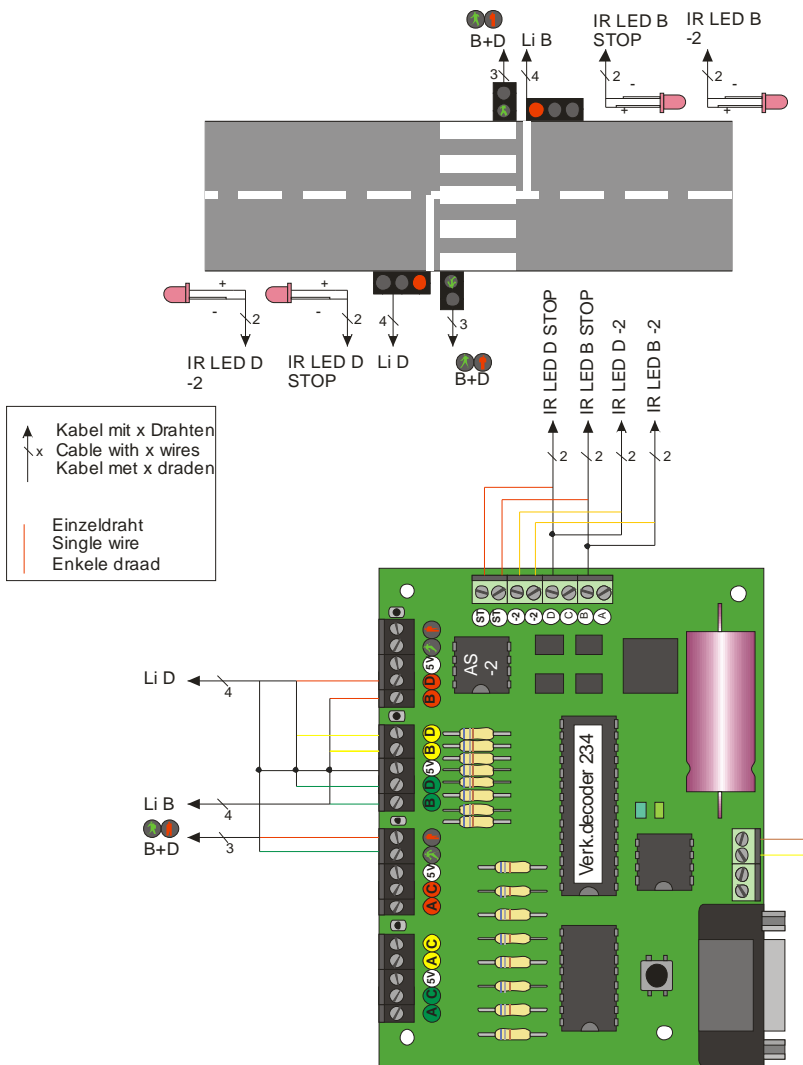 B+D
Li B
IR LED B
STOP
IR LED B
-2
3
4
2
2
-
+
-
+
+
-
+
-
2
2
4
3
IR LED D
-2
IR LED D
STOP
Li D
B+D
IR LED D STOP
IR LED B STOP
IR LED D -2
IR LED B -2
2
2
2
2
x
Kabel mit x Drahten
Cable with x wires
Kabel met x draden
Einzeldraht
Single wire
Enkele draad
ST
ST
-2
-2
D
C
B
A
AS
-2
5V
B D
B
Li D
4
B D
B
5V
B D
B
Li B
4
B+D
3
5V
A C
A
A C
A
5V
A C
A
Verk.decoder 234